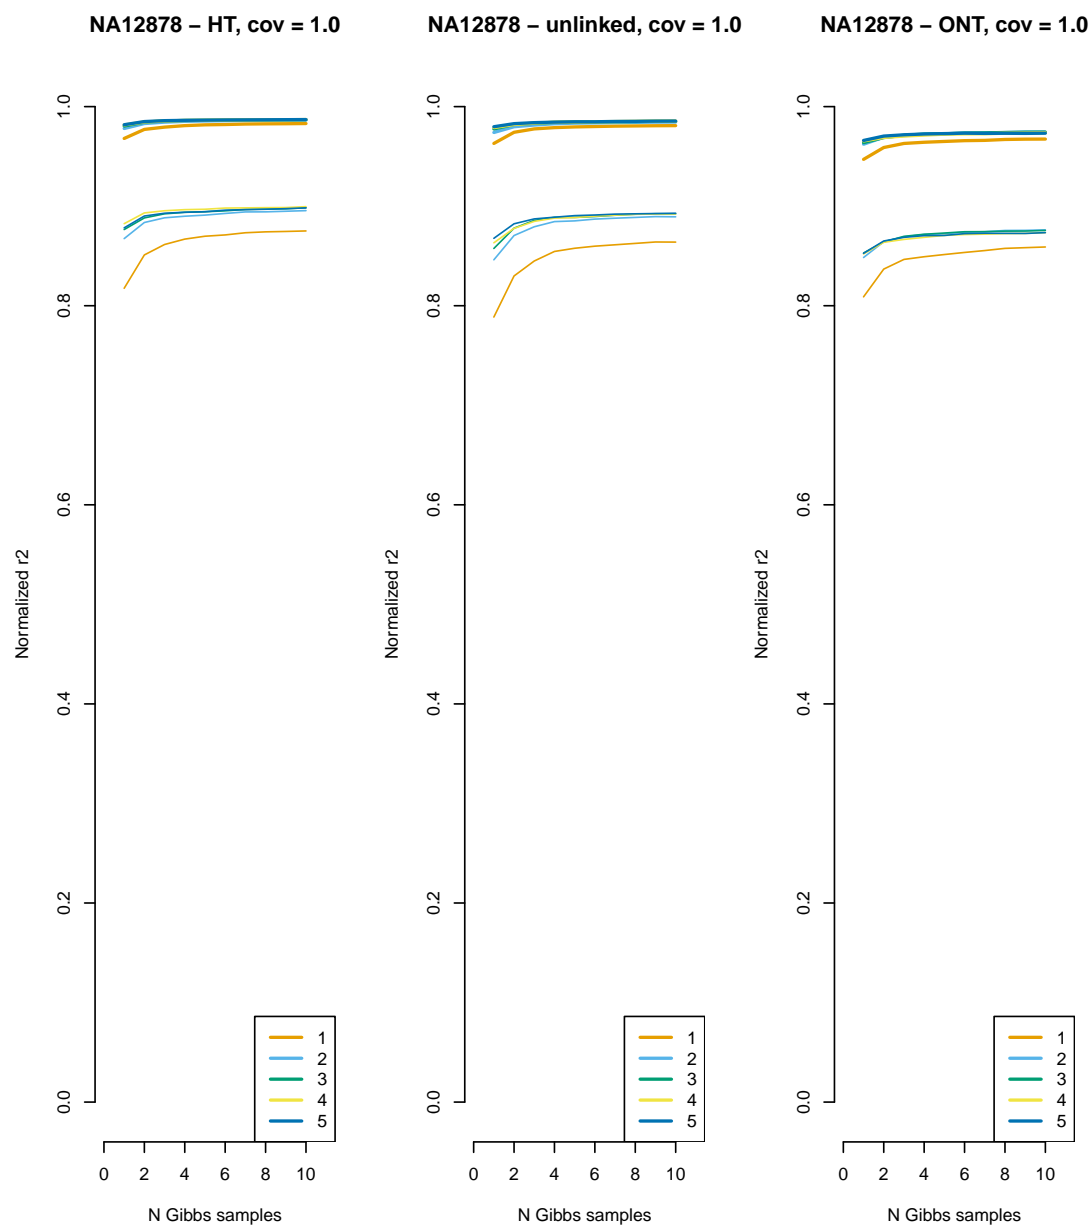 NA12878 − HT, cov = 1.0
1.0
0.8
0.6
0.4
0.2
0.0
Normalized r2
0 2 4 6 8 10
N Gibbs samples
1
2
3
4
5
NA12878 − unlinked, cov = 1.0
1.0
0.8
0.6
0.4
0.2
0.0
Normalized r2
0 2 4 6 8 10
N Gibbs samples
1
2
3
4
5
NA12878 − ONT, cov = 1.0
1.0
0.8
0.6
0.4
0.2
0.0
Normalized r2
0 2 4 6 8 10
N Gibbs samples
1
2
3
4
5